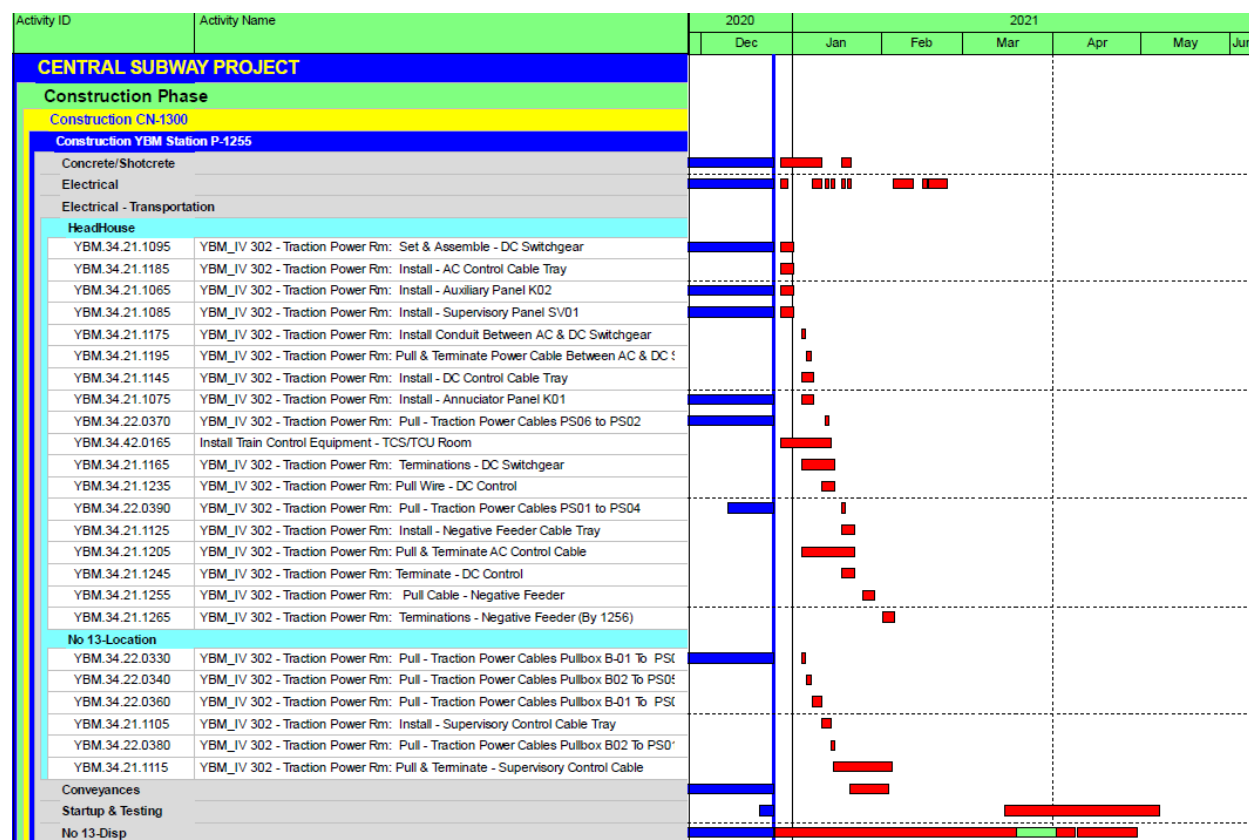 Activity ID Activity Name 2020 2021
Dec Jan Feb Mar Apr May Jun
CENTRAL SUBWAY PROJECT
Construction Phase
Construction CN-1300
Construction YBM Station P-1255
Concrete/Shotcrete
Electrical
Electrical - Transportation
HeadHouse
YBM.34.21.1095 YBM_IV 302 - Traction Power Rm: Set & Assemble - DC Switchgear
YBM.34.21.1185 YBM_IV 302 - Traction Power Rm: Install - AC Control Cable Tray
YBM.34.21.1065 YBM_IV 302 - Traction Power Rm: Install - Auxiliary Panel K02
YBM.34.21.1085 YBM_IV 302 - Traction Power Rm: Install - Supervisory Panel SV01
YBM.34.21.1175 YBM_IV 302 - Traction Power Rm: Install Conduit Between AC & DC Switchgear
YBM.34.21.1195 YBM_IV 302 - Traction Power Rm: Pull & Terminate Power Cable Between AC & DC
YBM.34.21.1145 YBM_IV 302 - Traction Power Rm: Install - DC Control Cable Tray
YBM.34.21.1075 YBM_IV 302 - Traction Power Rm: Install - Annuciator Panel K01
YBM.34.22.0370 YBM_IV 302 - Traction Power Rm: Pull - Traction Power Cables PS06 to PS02
YBM.34.42.0165 Install Train Control Equipment - TCS/TCU Room
YBM.34.21.1165 YBM_IV 302 - Traction Power Rm: Terminations - DC Switchgear
YBM.34.21.1235 YBM_IV 302 - Traction Power Rm: Pull Wire - DC Control
YBM.34.22.0390 YBM_IV 302 - Traction Power Rm: Pull - Traction Power Cables PS01 to PS04
YBM.34.21.1125 YBM_IV 302 - Traction Power Rm: Install - Negative Feeder Cable Tray
YBM.34.21.1205 YBM_IV 302 - Traction Power Rm: Pull & Terminate AC Control Cable
YBM.34.21.1245 YBM_IV 302 - Traction Power Rm: Terminate - DC Control
YBM.34.21.1255 YBM_IV 302 - Traction Power Rm: Pull Cable - Negative Feeder
YBM.34.21.1265 YBM_IV 302 - Traction Power Rm: Terminations - Negative Feeder (By 1256)
No 13-Location
YBM.34.22.0330 YBM_IV 302 - Traction Power Rm: Pull - Traction Power Cables Pullbox B-01 To
YBM.34.22.0340 YBM_IV 302 - Traction Power Rm: Pull - Traction Power Cables Pullbox B02 To
YBM.34.22.0360 YBM_IV 302 - Traction Power Rm: Pull - Traction Power Cables Pullbox B-01 To
YBM.34.21.1105 YBM_IV 302 - Traction Power Rm: Install - Supervisory Control Cable Tray
YBM.34.22.0380 YBM_IV 302 - Traction Power Rm: Pull - Traction Power Cables Pullbox B02 To
YBM.34.21.1115 YBM_IV 302 - Traction Power Rm: Pull & Terminate - Supervisory Control Cable
Conveyances
Startup & Testing
No 13-Disp